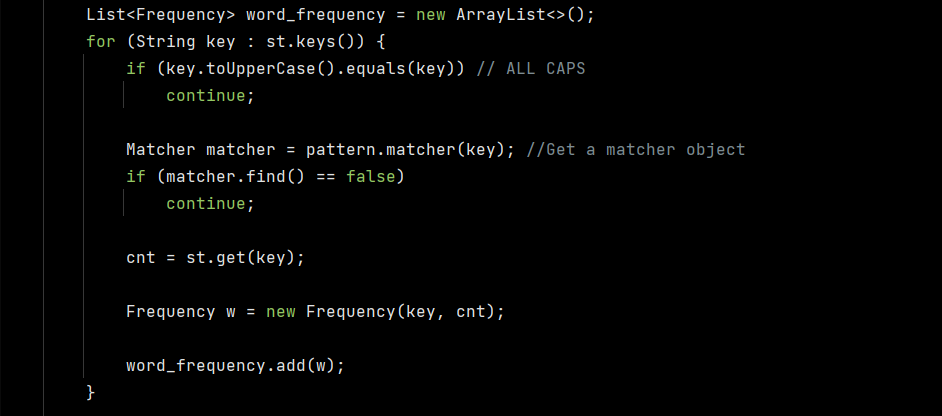 List<Frequency> word_frequency = new ArrayList<>();
for (String key : st.keys()) {
if (key.toUpperCase().equals(key)) // ALL CAPS
continue;
Matcher matcher = pattern.matcher(key); //Get a matcher object
if (matcher.find() == false)
continue;
cnt = st.get(key);
Frequency w = new Frequency(key, cnt);
word_frequency.add(w);
}